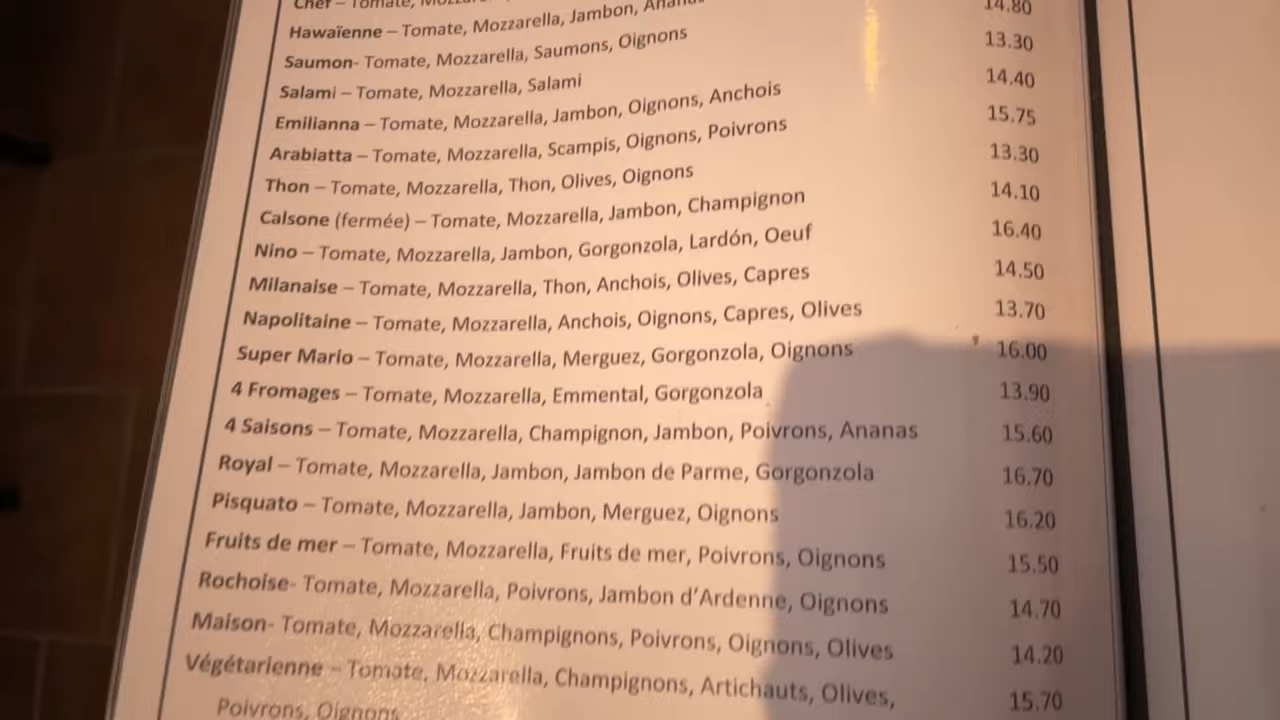 Chef – Tomate,
Hawaïenne – Tomate, Mozzarella, Jambon, Ananas
Saumon- Tomate, Mozzarella, Saumons, Oignons 14.80
Salami – Tomate, Mozzarella, Salami 13.30
Emilianna – Tomate, Mozzarella, Jambon, Oignons, Anchois 14.40
Arabiatta – Tomate, Mozzarella, Scampis, Oignons, Poivrons 15.75
Thon – Tomate, Mozzarella, Thon, Olives, Oignons 13.30
Calsone (fermée) – Tomate, Mozzarella, Jambon, Champignon 14.10
Nino – Tomate, Mozzarella, Jambon, Gorgonzola, Lardón, Oeuf 16.40
Milanaise – Tomate, Mozzarella, Thon, Anchois, Olives, Capres 14.50
Napolitaine – Tomate, Mozzarella, Anchois, Oignons, Capres, Olives 13.70
Super Mario – Tomate, Mozzarella, Merguez, Gorgonzola, Oignons 16.00
4 Fromages – Tomate, Mozzarella, Emmental, Gorgonzola 13.90
4 Saisons – Tomate, Mozzarella, Champignon, Jambon, Poivrons, Ananas 15.60
Royal – Tomate, Mozzarella, Jambon, Jambon de Parme, Gorgonzola 16.70
Pisquato – Tomate, Mozzarella, Jambon, Merguez, Oignons 16.20
Fruits de mer – Tomate, Mozzarella, Fruits de mer, Poivrons, Oignons 15.50
Rochoise- Tomate, Mozzarella, Poivrons, Jambon d'Ardenne, Oignons 14.70
Maison- Tomate, Mozzarella, Champignons, Poivrons, Oignons, Olives 14.20
Végétarienne – Tomate, Mozzarella, Champignons, Artichauts, Olives, 15.70
Poivrons, Oignons